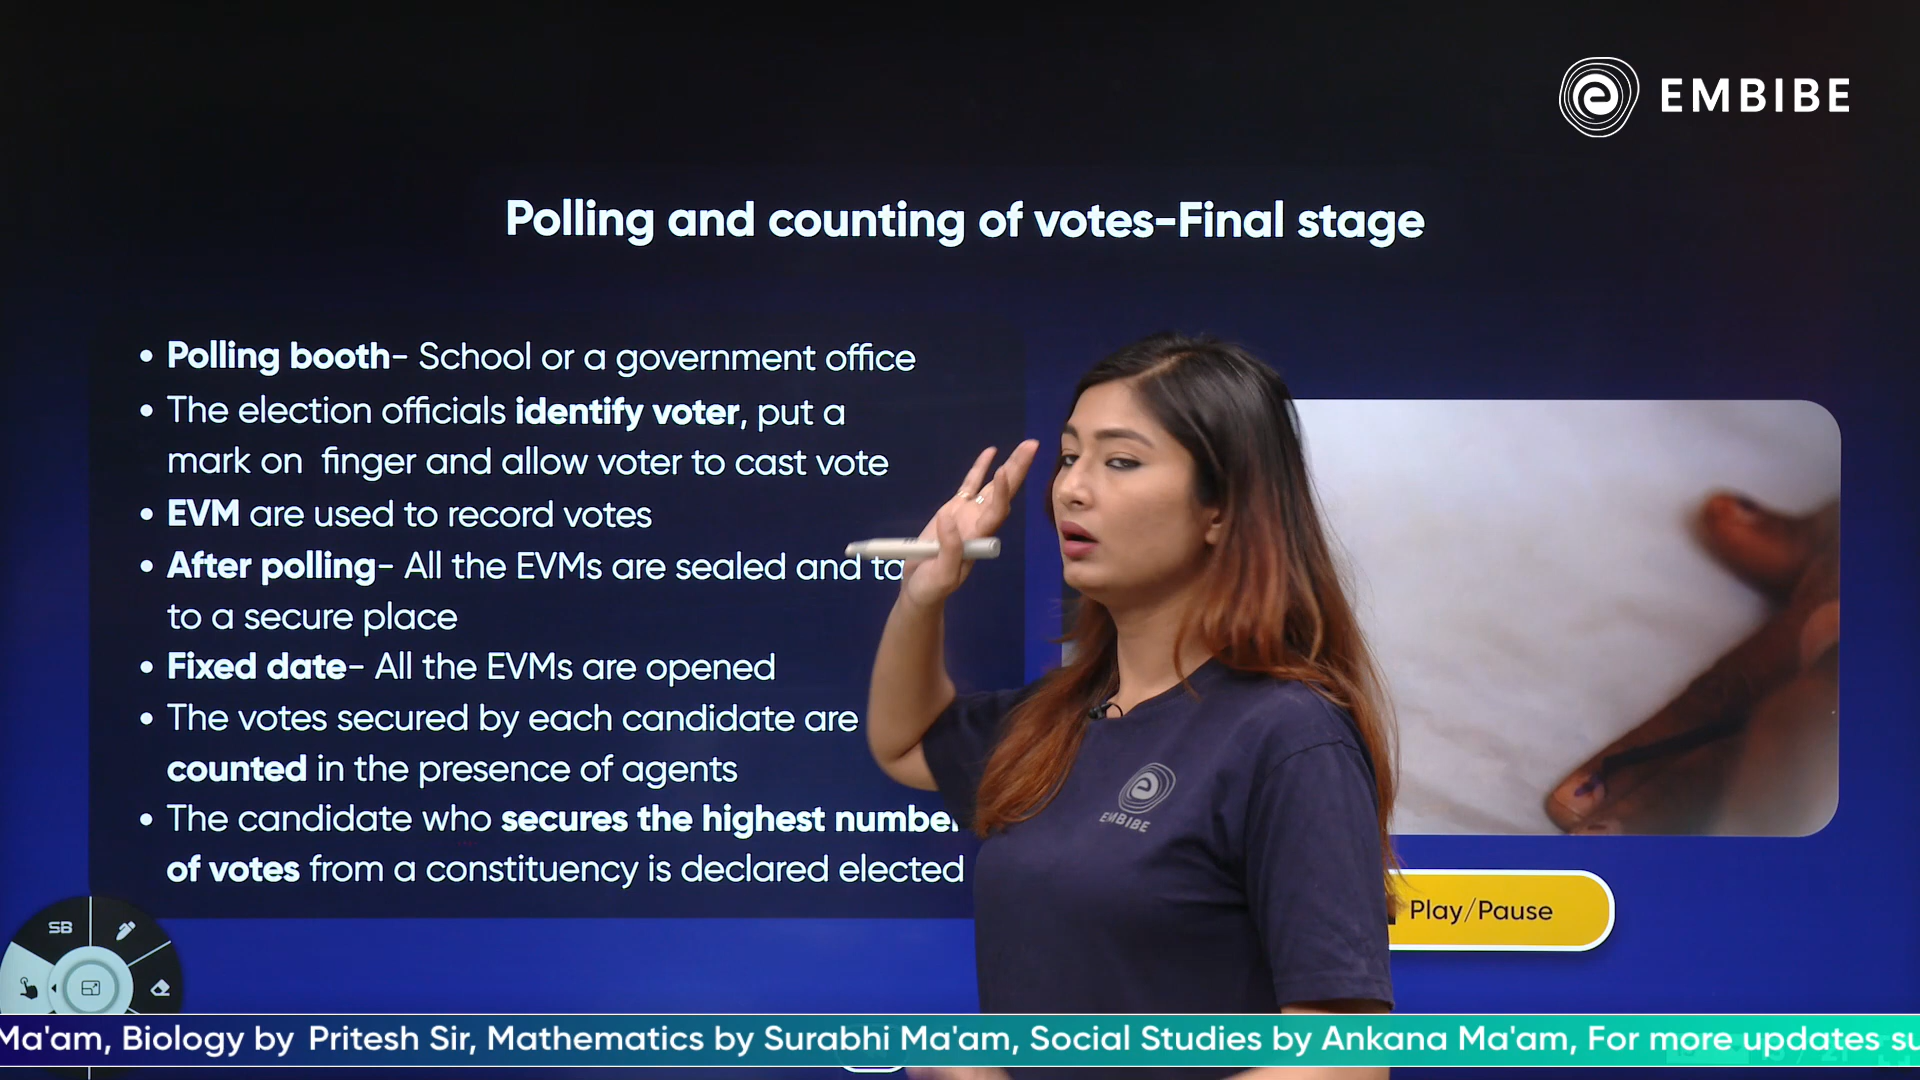 EMBIBE
Polling and counting of votes-Final stage
• Polling booth- School or a government office
• The election officials identify voter, put a
mark on finger and allow voter to cast vote
• EVM are used to record votes
• After polling- All the EVMs are sealed and ta
to a secure place
• Fixed date- All the EVMs are opened
• The votes secured by each candidate are
counted in the presence of agents
• The candidate who secures the highest number
of votes from a constituency is declared elected
EMBIBE
Play/Pause
SB
Ma'am, Biology by Pritesh Sir, Mathematics by Surabhi Ma'am, Social Studies by Ankana Ma'am, For more updates su